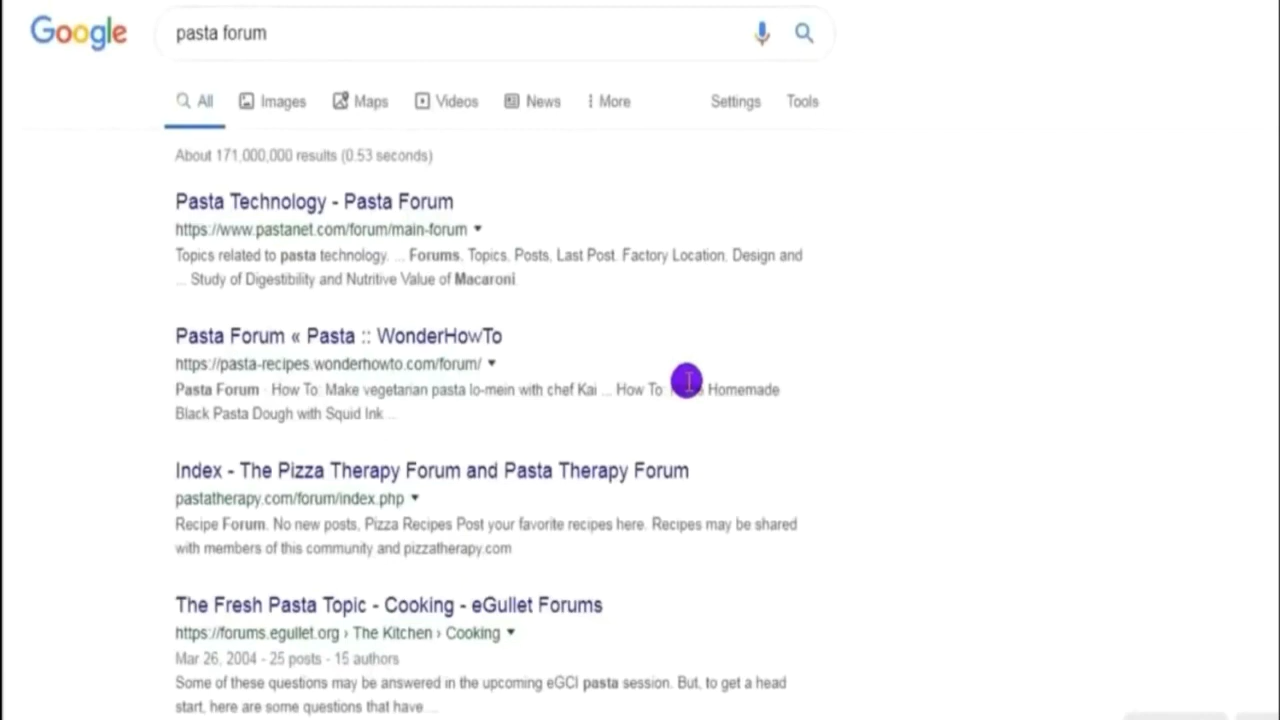 Google
pasta forum
All Images Maps Videos News More Settings Tools
About 171,000,000 results (0.53 seconds)
Pasta Technology - Pasta Forum
https://www.pastanet.com/forum/main-forum
Topics related to pasta technology. ... Forums. Topics, Posts, Last Post. Factory Location, Design and
... Study of Digestibility and Nutritive Value of Macaroni
Pasta Forum « Pasta :: WonderHowTo
https://pasta-recipes.wonderhowto.com/forum/
Pasta Forum · How To: Make vegetarian pasta lo-mein with chef Kai ... How To: Homemade
Black Pasta Dough with Squid Ink ...
Index - The Pizza Therapy Forum and Pasta Therapy Forum
pastatherapy.com/forum/index.php
Recipe Forum. No new posts, Pizza Recipes Post your favorite recipes here. Recipes may be shared
with members of this community and pizzatherapy.com
The Fresh Pasta Topic - Cooking - eGullet Forums
https://forums.egullet.org › The Kitchen › Cooking
Mar 26, 2004 - 25 posts - 15 authors
Some of these questions may be answered in the upcoming eGCI pasta session. But, to get a head
start, here are some questions that have ...